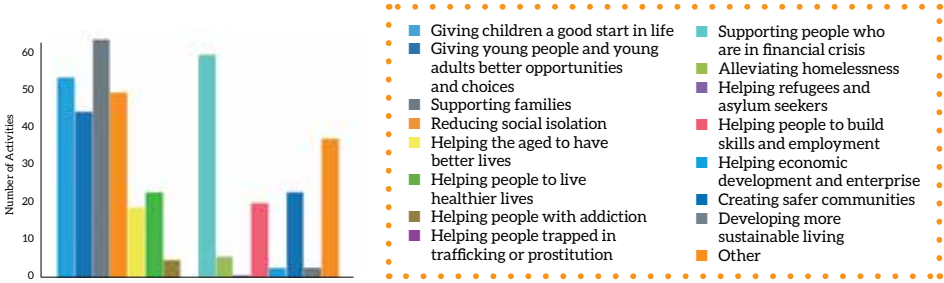 Number of Activities
60
50
40
30
20
10
0
Giving children a good start in life
Giving young people and young
adults better opportunities
and choices
Supporting families
Reducing social isolation
Helping the aged to have
better lives
Helping people to live
healthier lives
Helping people with addiction
Helping people trapped in
trafficking or prostitution
Supporting people who
are in financial crisis
Alleviating homelessness
Helping refugees and
asylum seekers
Helping people to build
skills and employment
Helping economic
development and enterprise
Creating safer communities
Developing more
sustainable living
Other